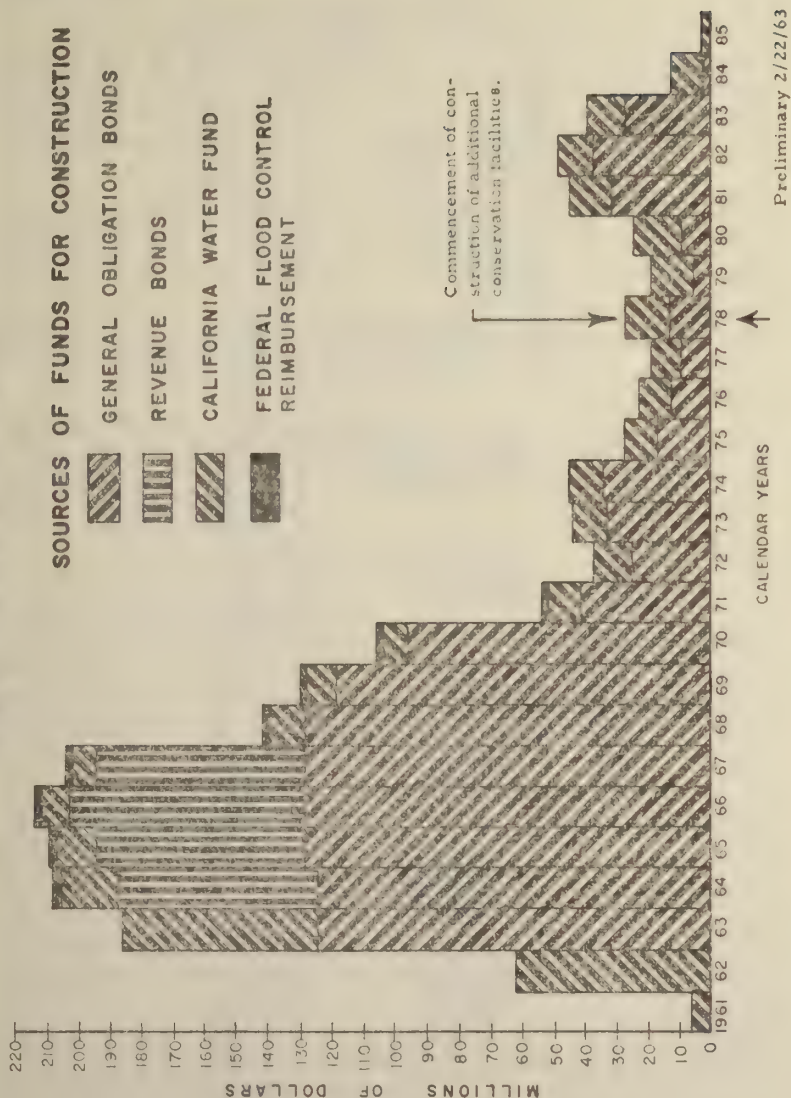 SOURCES OF FUNDS FOR CONSTRUCTION
GENERAL OBLIGATION BONDS
REVENUE BONDS
CALIFORNIA WATER FUND
FEDERAL FLOOD CONTROL
REIMBURSEMENT
Commencement of con-
struction of additional
conservation facilities.
MILLIONS OF DOLLARS
220
210
200
190
180
170
160
150
140
130
120
110
100
90
80
70
60
50
40
30
20
10
0
1961 62 63 64 65 66 67 68 69 70 71 72 73 74 75 76 77 78 79 80 81 82 83 84 85
CALENDAR YEARS
Preliminary 2/22/63